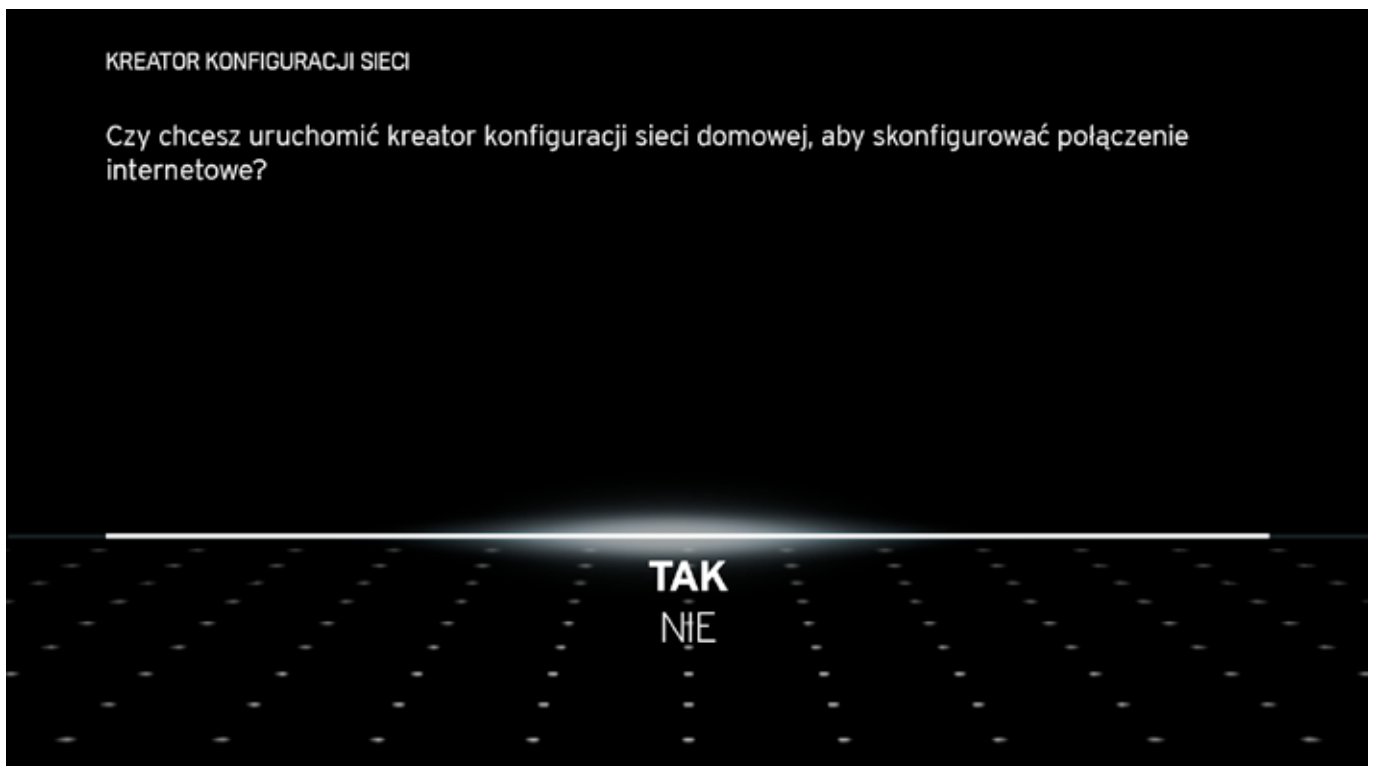 KREATOR KONFIGURACJI SIECI
Czy chcesz uruchomić kreator konfiguracji sieci domowej, aby skonfigurować połączenie
internetowe?
TAK
NIE